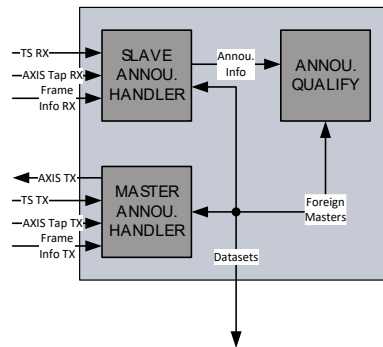 TS RX
AXIS Tap RX
Frame
Info RX
SLAVE
ANNOU.
HANDLER
Annou.
Info
ANNOU.
QUALIFY
AXIS TX
TS TX
AXIS Tap TX
Frame
Info TX
MASTER
ANNOU.
HANDLER
Foreign
Masters
Datasets